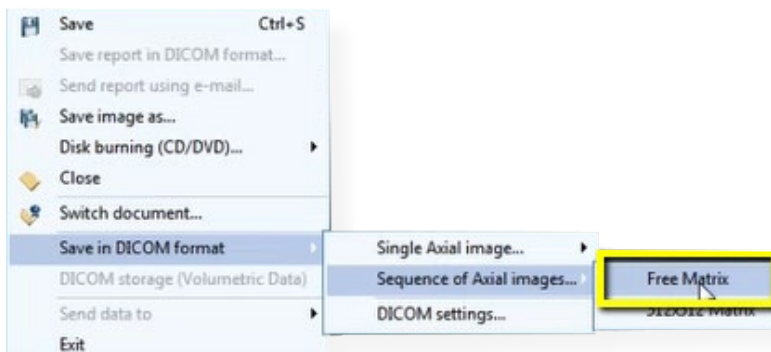 Save Ctrl+S
Save report in DICOM format...
Send report using e-mail...
Save image as...
Disk burning (CD/DVD)...
Close
Switch document...
Save in DICOM format
Single Axial image...
DICOM storage (Volumetric Data)
Sequence of Axial images...
Free Matrix
Send data to
DICOM settings...
512x512 Matrix
Exit